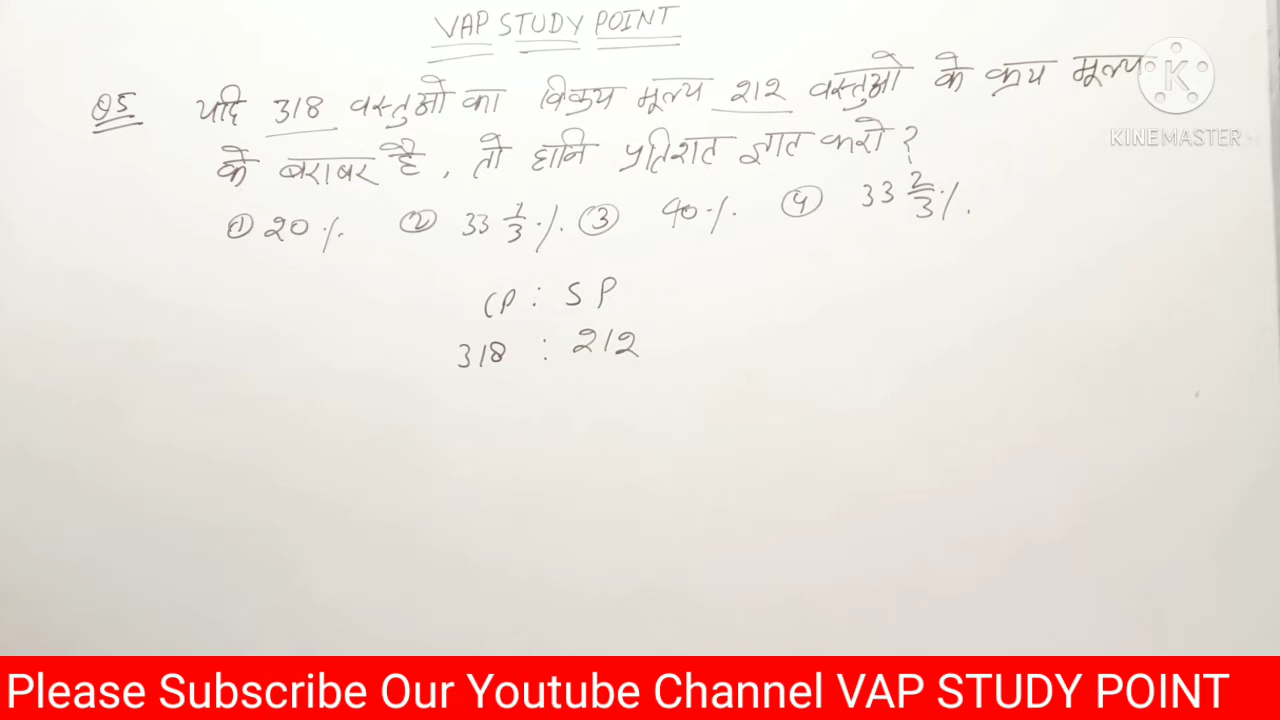 VAP STUDY POINT
Q5 यदि 318 वस्तुओ का विक्रय मूल्य 212 वस्तुओ के क्रय मूल्य
के बराबर है, तो हानि प्रतिशत ज्ञात करो?
① 20% ② 33 1/3 % ③ 40% ④ 33 2/3 %.
CP : SP
318 : 212
KINEMASTER
Please Subscribe Our Youtube Channel VAP STUDY POINT